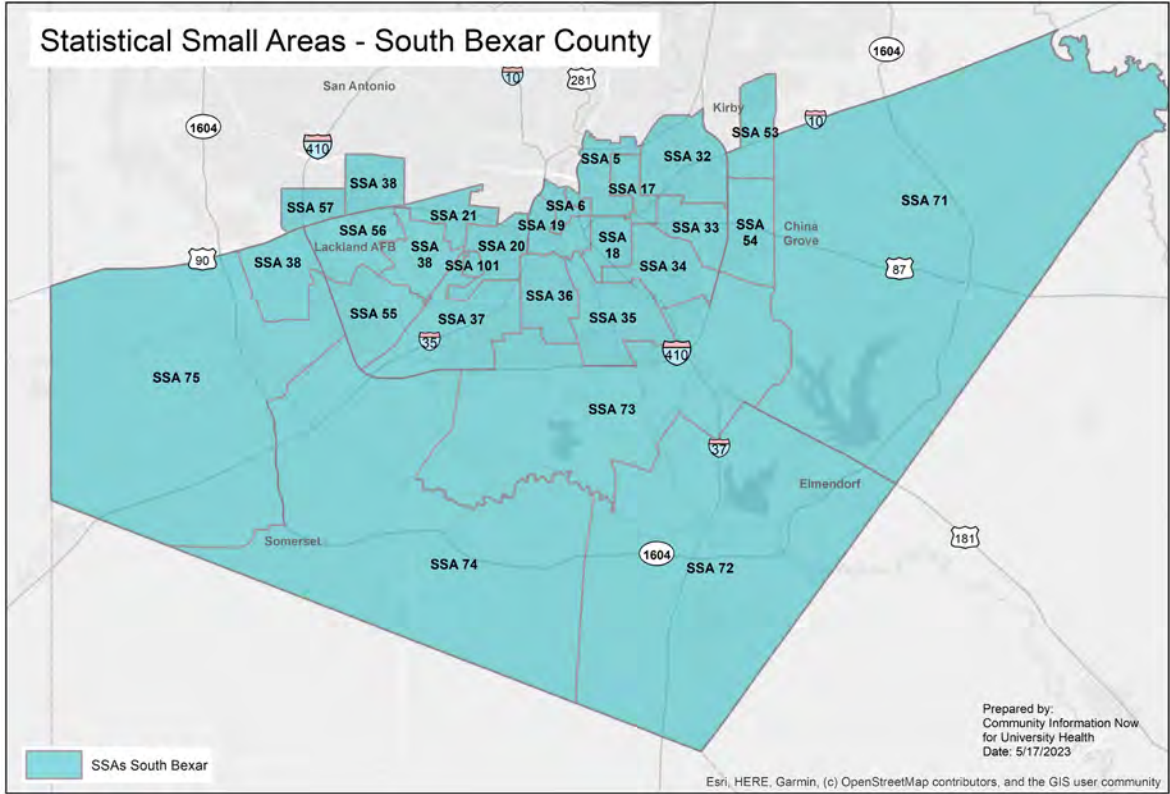 Statistical Small Areas - South Bexar County
1604
10
281
San Antonio
Kirby
1604
410
10
SSA 53
SSA 5
SSA 32
SSA 38
SSA 17
SSA 57
SSA 6
SSA 71
SSA 21
SSA 19
SSA 33
SSA 56
Lackland AFB
SSA 20
SSA
54
China
Grove
90
SSA 38
SSA
38
SSA 101
SSA
18
SSA 34
87
SSA 36
SSA 55
SSA 37
SSA 35
35
410
SSA 75
SSA 73
37
Elmendorf
Somerset
181
SSA 74
1604
SSA 72
Prepared by:
Community Information Now
for University Health
Date: 5/17/2023
SSAs South Bexar
Esri, HERE, Garmin, (c) OpenStreetMap contributors, and the GIS user community